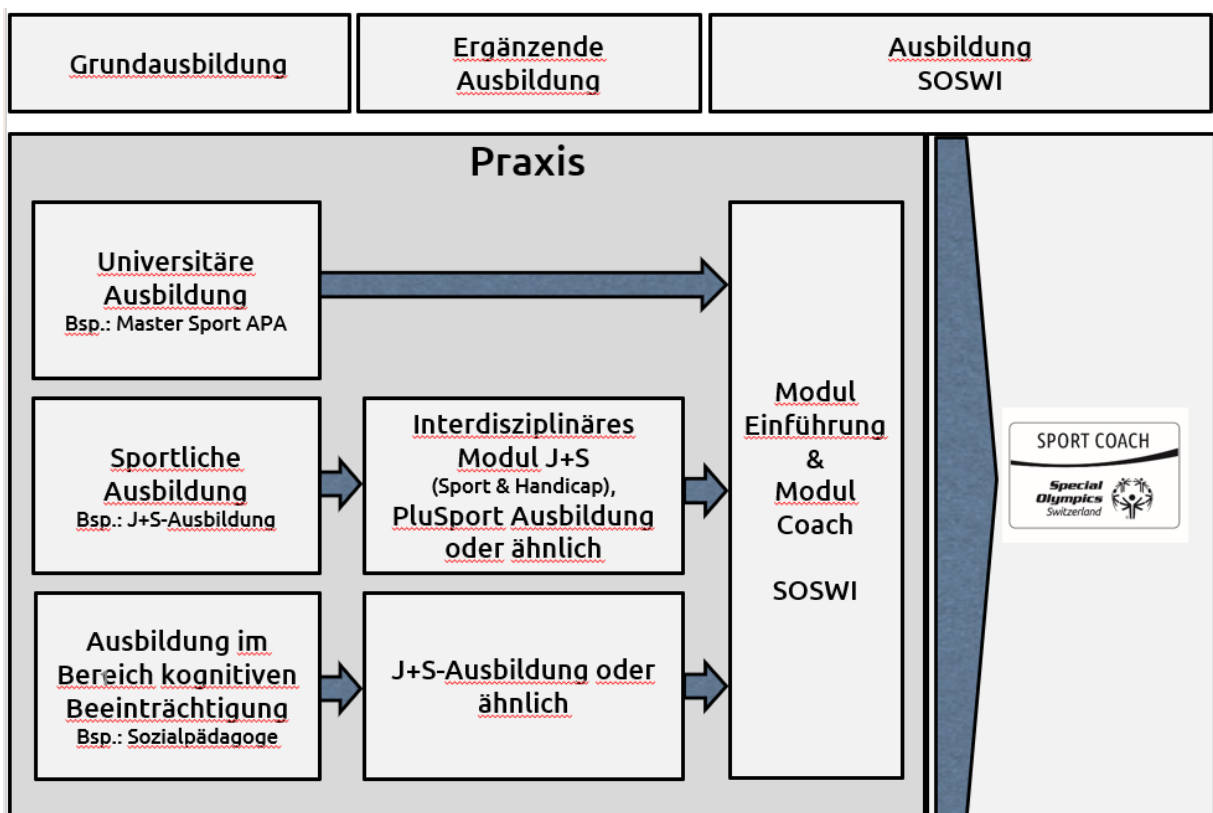 Grundausbildung
Ergänzende
Ausbildung
Ausbildung
SOSWI
Praxis
Universitäre
Ausbildung
Bsp.: Master Sport APA
Sportliche
Ausbildung
Bsp.: J+S-Ausbildung
Interdisziplinäres
Modul J+S
(Sport & Handicap),
PluSport Ausbildung
oder ähnlich
Ausbildung im
Bereich kognitiven
Beeinträchtigung
Bsp.: Sozialpädagoge
J+S-Ausbildung oder
ähnlich
Modul
Einführung
&
Modul
Coach
SOSWI
SPORT COACH
Special
Olympics
Switzerland